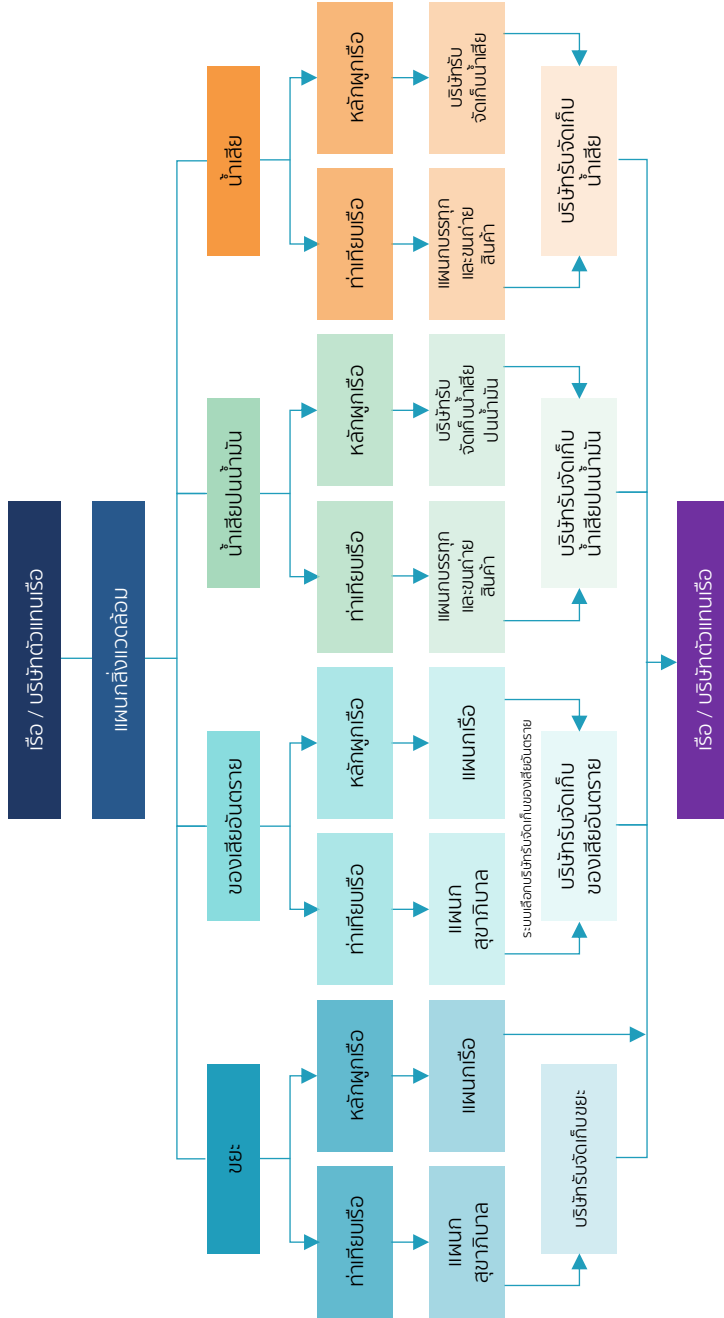 เรือ / บริษัทตัวแทนเรือ
แผนกสิ่งแวดล้อม
ขยะ
ของเสียอันตราย
น้ำเสียปนน้ำมัน
น้ำเสีย
ท่าเทียบเรือ
หลักผูกเรือ
ท่าเทียบเรือ
หลักผูกเรือ
ท่าเทียบเรือ
หลักผูกเรือ
ท่าเทียบเรือ
หลักผูกเรือ
แผนก
สุขาภิบาล
แผนกเรือ
แผนก
สุขาภิบาล
แผนกเรือ
แผนกบรรทุก
และขนถ่าย
สินค้า
บริษัทรับ
จัดเก็บน้ำเสีย
ปนน้ำมัน
แผนกบรรทุก
และขนถ่าย
สินค้า
บริษัทรับ
จัดเก็บน้ำเสีย
ระบบเลือกบริษัทรับจัดเก็บของเสียอันตราย
บริษัทรับจัดเก็บขยะ
บริษัทรับจัดเก็บ
ของเสียอันตราย
บริษัทรับจัดเก็บ
น้ำเสียปนน้ำมัน
บริษัทรับจัดเก็บ
น้ำเสีย
เรือ / บริษัทตัวแทนเรือ